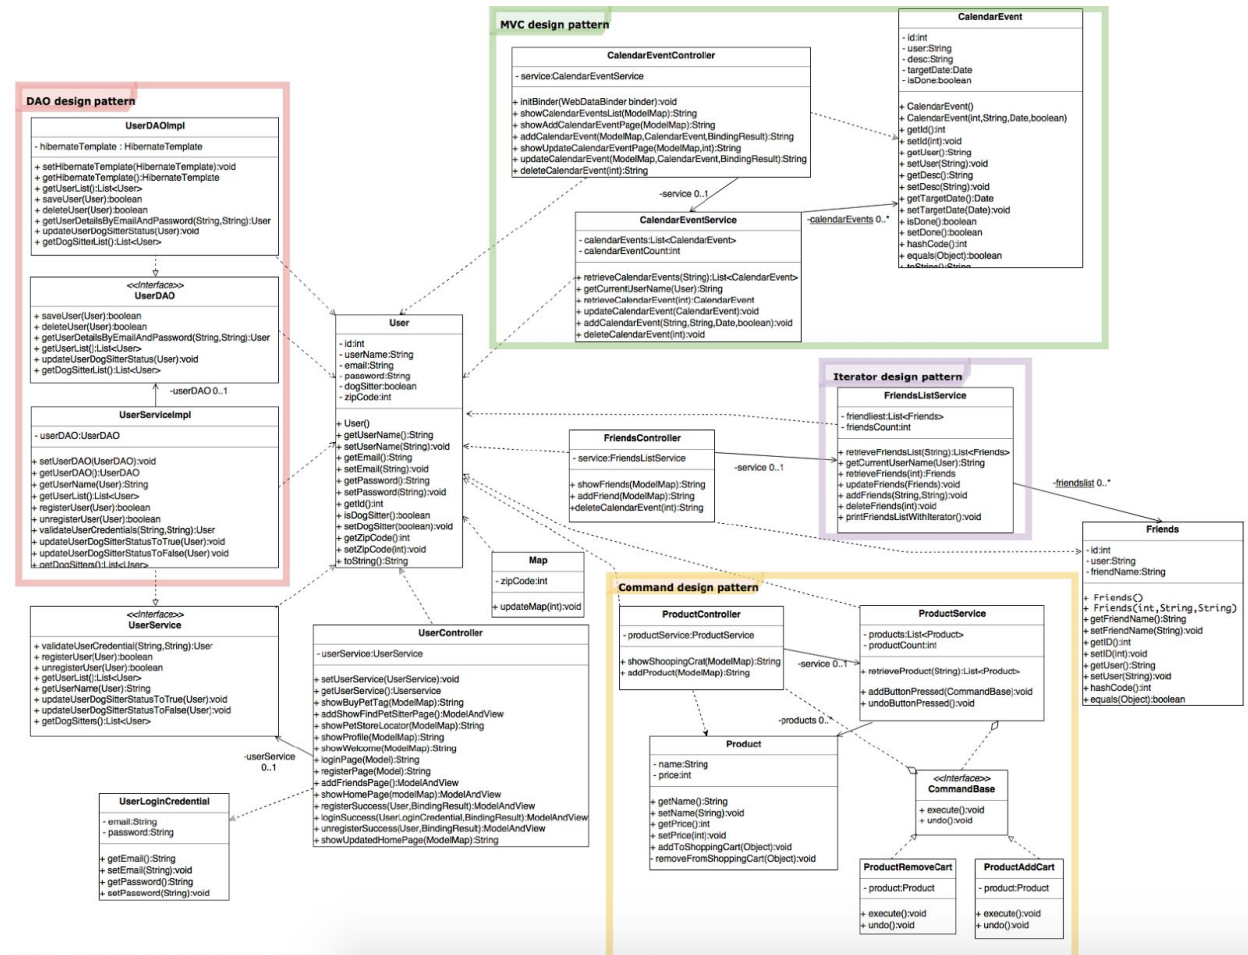 MVC design pattern
CalendarEventController
- service:CalendarEventService
+ initBinder(WebDataBinder binder):void
+ showCalendarEventsList(ModelMap):String
+ showAddCalendarEventPage(ModelMap):String
+ addCalendarEvent(ModelMap,CalendarEvent,BindingResult):String
+ showUpdateCalendarEventPage(ModelMap,int):String
+ updateCalendarEvent(ModelMap,CalendarEvent,BindingResult):String
+ deleteCalendarEvent(int):String
CalendarEvent
- id:int
- user:String
- desc:String
- targetDate:Date
- isDone:boolean
+ CalendarEvent()
+ CalendarEvent(int,String,Date,boolean)
+ getId():int
+ setId(int):void
+ getUser():String
+ setUser(String):void
+ getDesc():String
+ setDesc(String):void
+ getTargetDate():Date
+ setTargetDate(Date):void
+ isDone():boolean
+ setDone():boolean
+ hashCode():int
+ equals(Object):boolean
+ toString():String
-service 0..1
-calendarEvents 0..*
CalendarEventService
- calendarEvents:List<CalendarEvent>
- calendarEventCount:int
+ retrieveCalendarEvents(String):List<CalendarEvent>
+ getCurrentUserName(User):String
+ retrieveCalendarEvent(int):CalendarEvent
+ updateCalendarEvent(CalendarEvent):void
+ addCalendarEvent(String,String,Date,boolean):void
+ deleteCalendarEvent(int):void
DAO design pattern
UserDAOImpl
- hibernateTemplate : HibernateTemplate
+ setHibernateTemplate(HibernateTemplate):void
+ getHibernateTemplate():HibernateTemplate
+ getUserList():List<User>
+ saveUser(User):boolean
+ deleteUser(User):boolean
+ getUserDetailsByEmailAndPassword(String,String):User
+ updateUserDogSitterStatus(User):void
+ getDogSitterList():List<User>
<<Interface>>
UserDAO
+ saveUser(User):boolean
+ deleteUser(User):boolean
+ getUserDetailsByEmailAndPassword(String,String):User
+ getUserList():List<User>
+ updateUserDogSitterStatus(User):void
+ getDogSitterList():List<User>
-userDAO 0..1
UserServiceImpl
- userDAO:UserDAO
+ setUserDAO(UserDAO):void
+ getUserDAO():UserDAO
+ getUserName(User):String
+ getUserList():List<User>
+ registerUser(User):boolean
+ unregisterUser(User):boolean
+ validateUserCredentials(String,String):User
+ updateUserDogSitterStatusToTrue(User):void
+ updateUserDogSitterStatusToFalse(User):void
+ getDogSitters():List<User>
<<Interface>>
UserService
+ validateUserCredential(String,String):User
+ registerUser(User):boolean
+ unregisterUser(User):boolean
+ getUserList():List<User>
+ getUserName(User):String
+ updateUserDogSitterStatusToTrue(User):void
+ updateUserDogSitterStatusToFalse(User):void
+ getDogSitters():List<User>
User
- id:int
- userName:String
- email:String
- password:String
- dogSitter:boolean
- zipCode:int
+ User()
+ getUserName():String
+ setUserName(String):void
+ getEmail():String
+ setEmail(String):void
+ getPassword():String
+ setPassword(String):void
+ getId():int
+ isDogSitter():boolean
+ setDogSitter(boolean):void
+ getZipCode():int
+ setZipCode(int):void
+ toString():String
Iterator design pattern
FriendsListService
- friendliest:List<Friends>
- friendsCount:int
+ retrieveFriendsList(String):List<Friends>
+ getCurrentUserName(User):String
+ retrieveFriends(int):Friends
+ updateFriends(Friends):void
+ addFriends(String,String):void
+ deleteFriends(int):void
+ printFriendsListWithIterator():void
FriendsController
- service:FriendsListService
+ showFriends(ModelMap):String
+ addFriend(ModelMap):String
+deleteCalendarEvent(int):String
-service 0..1
-friendslist 0..*
Friends
- id:int
- user:String
- friendName:String
+ Friends()
+ Friends(int,String,String)
+ getFriendName():String
+ setFriendName(String):void
+ getID():int
+ setID(int):void
+ getUser():String
+ setUser(String):void
+ hashCode():int
+ equals(Object):boolean
Map
- zipCode:int
+ updateMap(int):void
UserController
- userService:UserService
+ setUserService(UserService):void
+ getUserService():Userservice
+ showBuyPetTag(ModelMap):String
+ addShowFindPetSitterPage():ModelAndView
+ showPetStoreLocator(ModelMap):String
+ showProfile(ModelMap):String
+ showWelcome(ModelMap):String
+ loginPage(Model):String
+ registerPage(Model):String
+ addFriendsPage():ModelAndView
+ showHomePage(modelMap):String
+ registerSuccess(User,BindingResult):ModelAndView
+ loginSuccess(UserLoginCredential,BindingResult):ModelAndView
+ unregisterSuccess(User,BindingResult):ModelAndView
+ showUpdatedHomePage(ModelMap):String
-userService
0..1
UserLoginCredential
- email:String
- password:String
+ getEmail():String
+ setEmail(String):void
+ getPassword():String
+ setPassword(String):void
Command design pattern
ProductController
- productService:ProductService
+ showShoopingCrat(ModelMap):String
+ addProduct(ModelMap):String
-service 0..1
ProductService
- products:List<Product>
- productCount:int
+ retrieveProduct(String):List<Product>
+ addButtonPressed(CommandBase):void
+ undoButtonPressed():void
-products 0..*
Product
- name:String
- price:int
+ getName():String
+ setName(String):void
+ getPrice():int
+ setPrice(int):void
+ addToShoppingCart(Object):void
- removeFromShoppingCart(Object):void
<<Interface>>
CommandBase
+ execute():void
+ undo():void
ProductRemoveCart
- product:Product
+ execute():void
+ undo():void
ProductAddCart
- product:Product
+ execute():void
+ undo():void